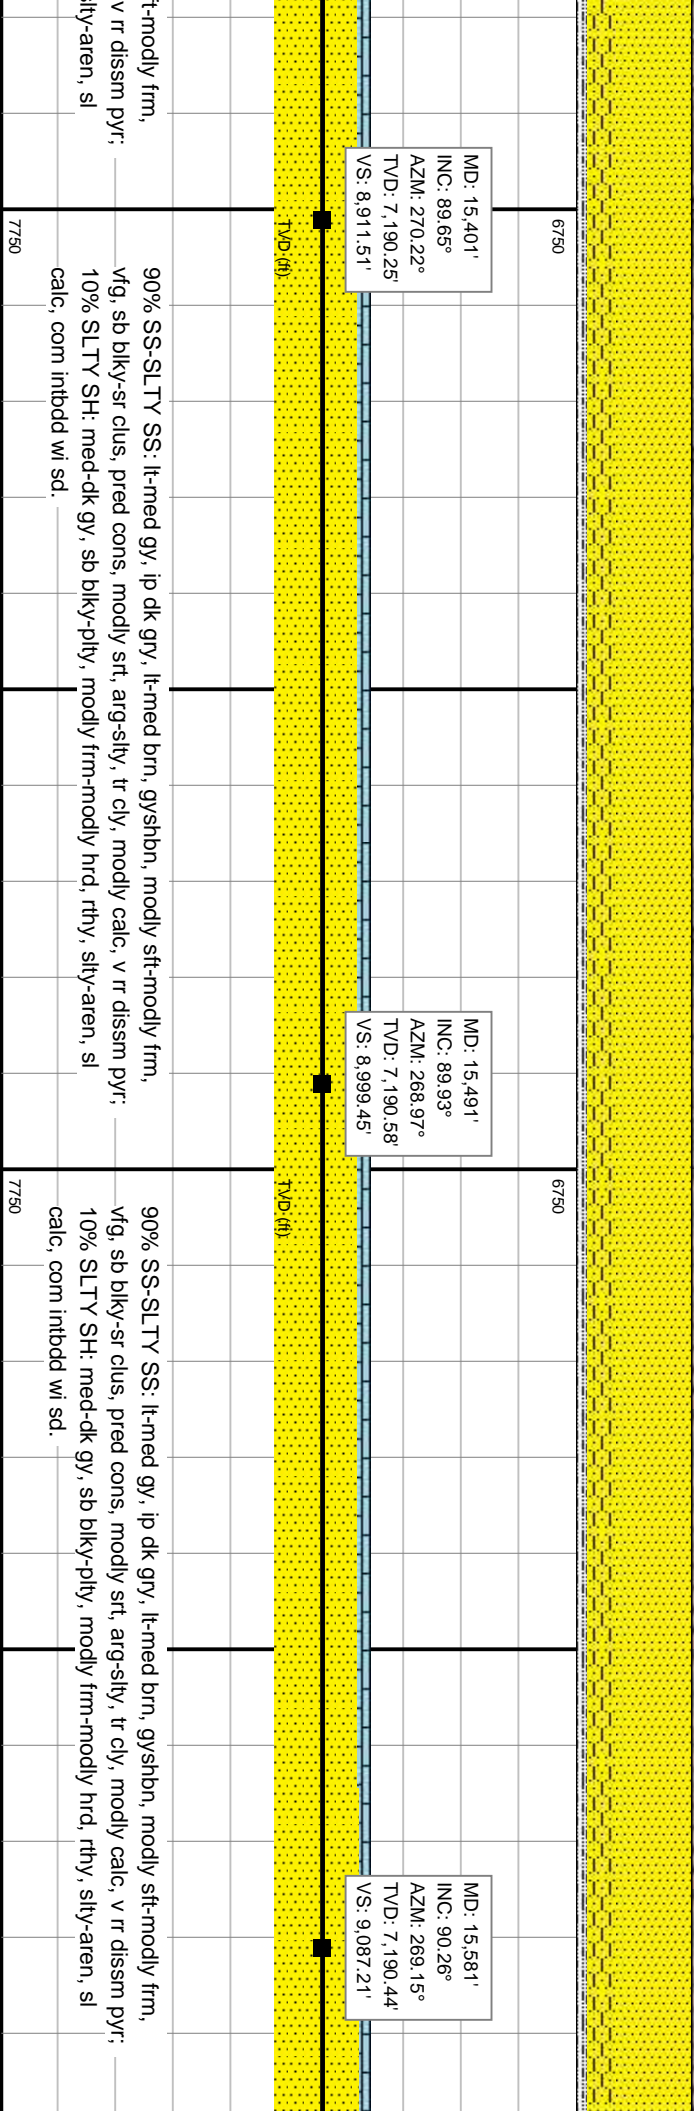 ft-modly frm,
v rr dissm pyr;
lty-aren, sl
MD: 15,401'
INC: 89.65°
AZM: 270.22°
TVD: 7,190.25'
VS: 8,911.51'
6750
TVD (ft)
7750
90% SS-SLTY SS: lt-med gy, ip dk gry, lt-med brn, gyshbn, modly sft-modly frm,
vfg, sb blky-sr clus, pred cons, modly srt, arg-slty, tr cly, modly calc, v rr dissm pyr;
10% SLTY SH: med-dk gy, sb blky-plty, modly frm-modly hrd, rthy, slty-aren, sl
calc, com intbdd wi sd.
MD: 15,491'
INC: 89.93°
AZM: 268.97°
TVD: 7,190.58'
VS: 8,999.45'
6750
TVD (ft)
7750
90% SS-SLTY SS: lt-med gy, ip dk gry, lt-med brn, gyshbn, modly sft-modly frm,
vfg, sb blky-sr clus, pred cons, modly srt, arg-slty, tr cly, modly calc, v rr dissm pyr;
10% SLTY SH: med-dk gy, sb blky-plty, modly frm-modly hrd, rthy, slty-aren, sl
calc, com intbdd wi sd.
MD: 15,581'
INC: 90.26°
AZM: 269.15°
TVD: 7,190.44'
VS: 9,087.21'